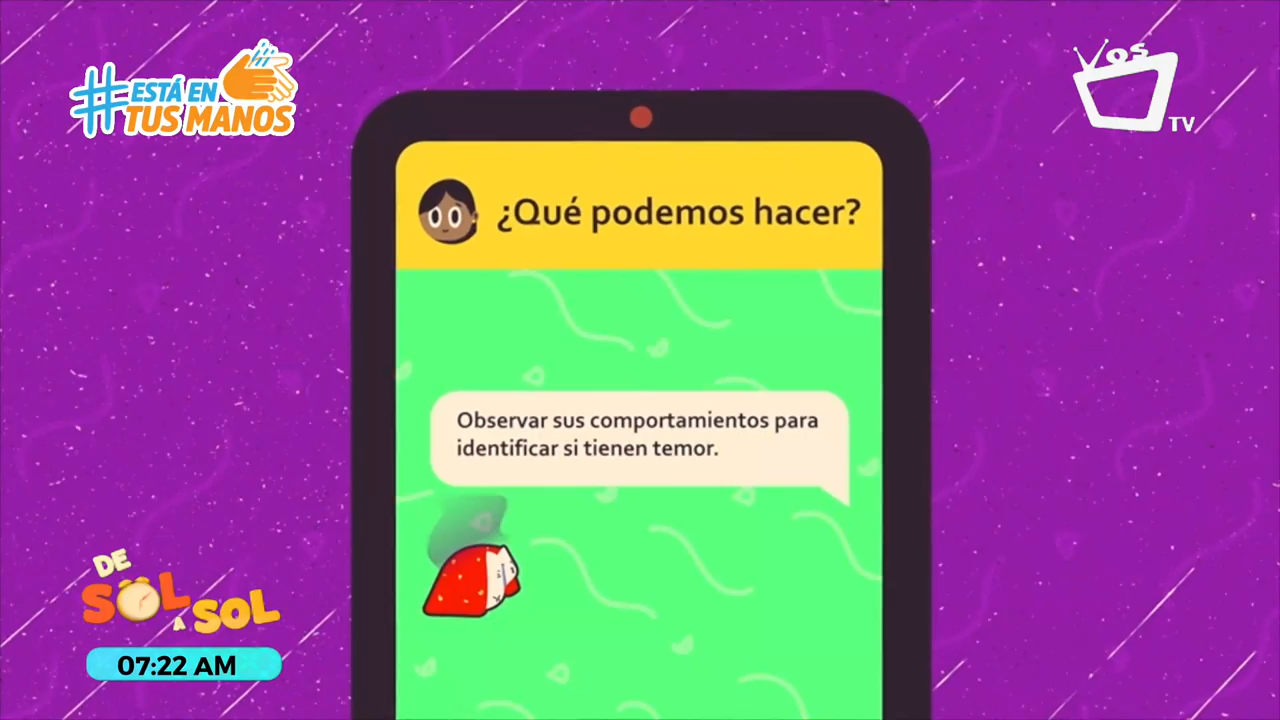 #ESTÁ EN
TUS MANOS
VOS
TV
¿Qué podemos hacer?
Observar sus comportamientos para
identificar si tienen temor.
DE
SOL
A SOL
07:22 AM